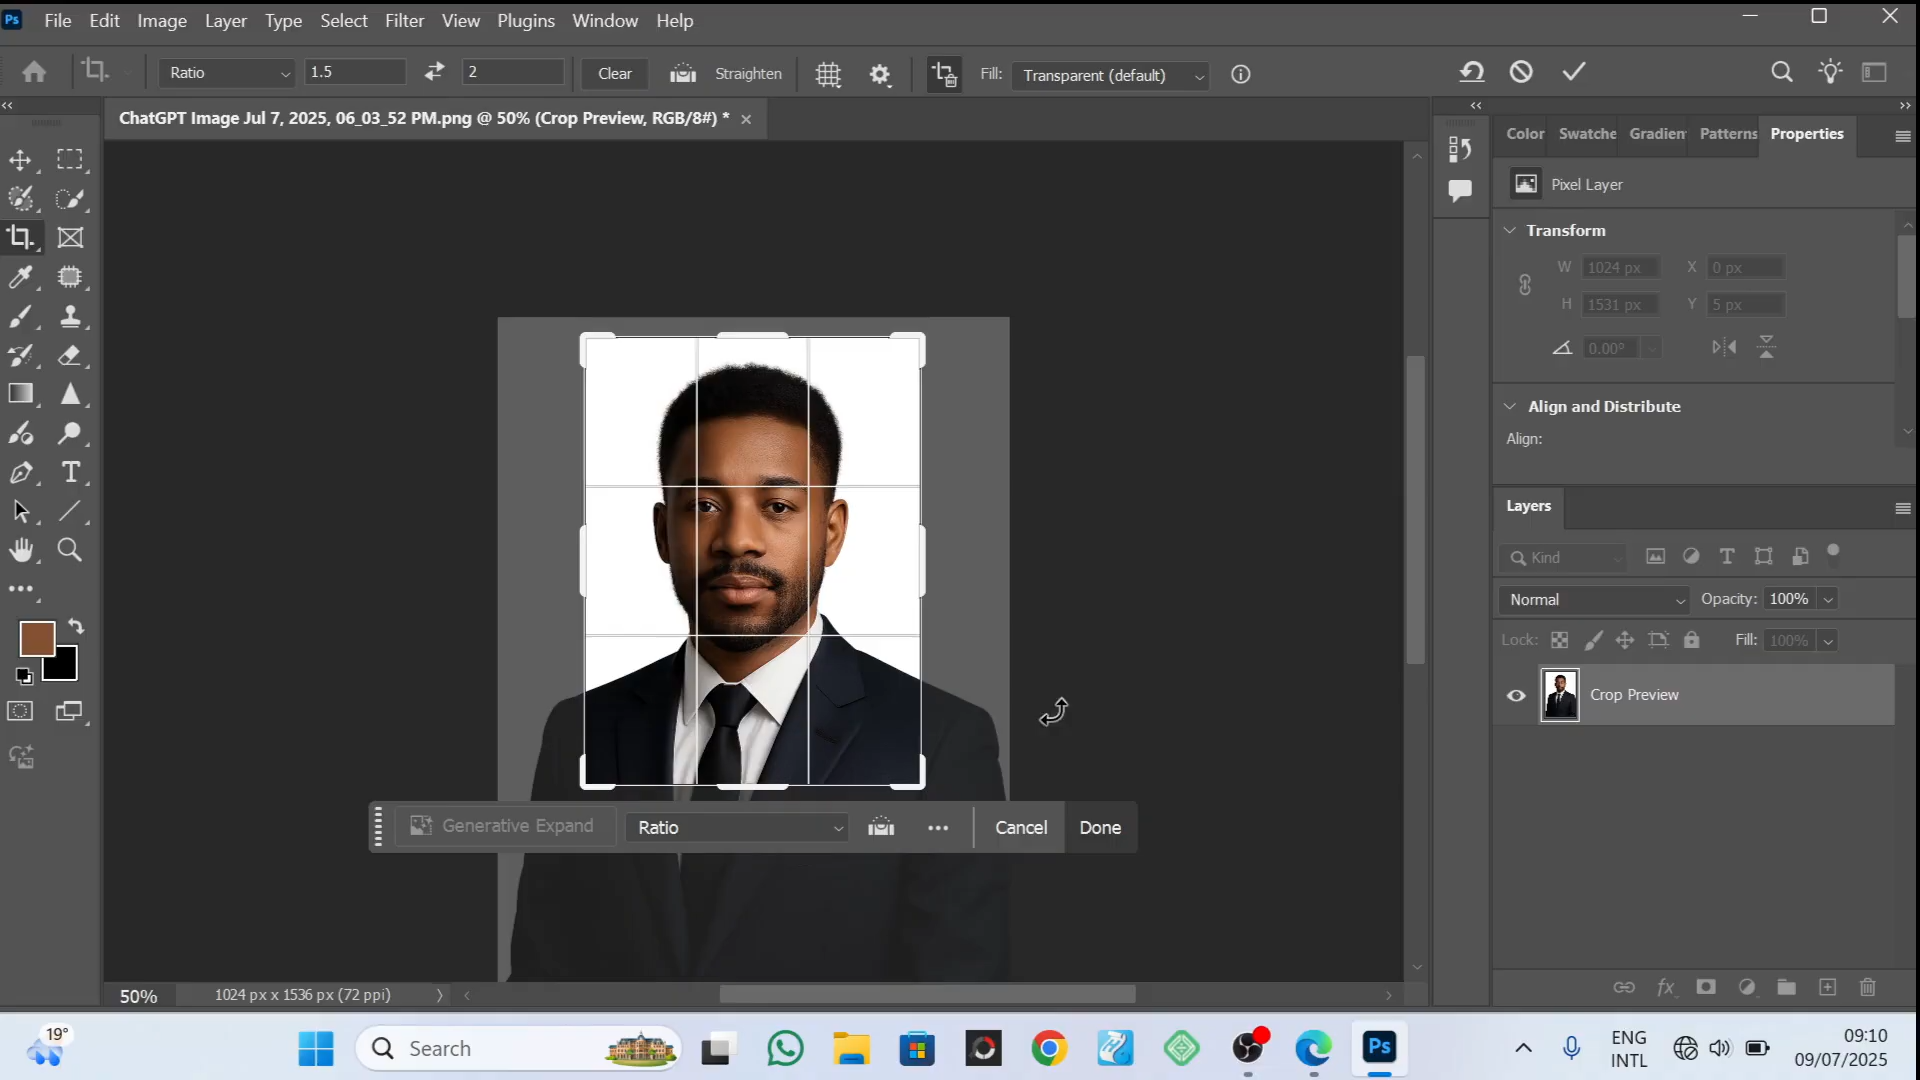 Ps File Edit Image Layer Type Select Filter View Plugins Window Help
Ratio 1.5 2 Clear Straighten Fill: Transparent (default)
ChatGPT Image Jul 7, 2025, 06_03_52 PM.png @ 50% (Crop Preview, RGB/8#) *
Color Swatche Gradien Patterns Properties
Pixel Layer
Transform
W 1024 px X 0 px
H 1531 px Y 5 px
0.00°
Align and Distribute
Align:
Layers
Kind
Normal Opacity: 100%
Lock: Fill: 100%
Crop Preview
Generative Expand Ratio Cancel Done
50% 1024 px x 1536 px (72 ppi)
19° Search Ps ENG INTL 09:10
09/07/2025